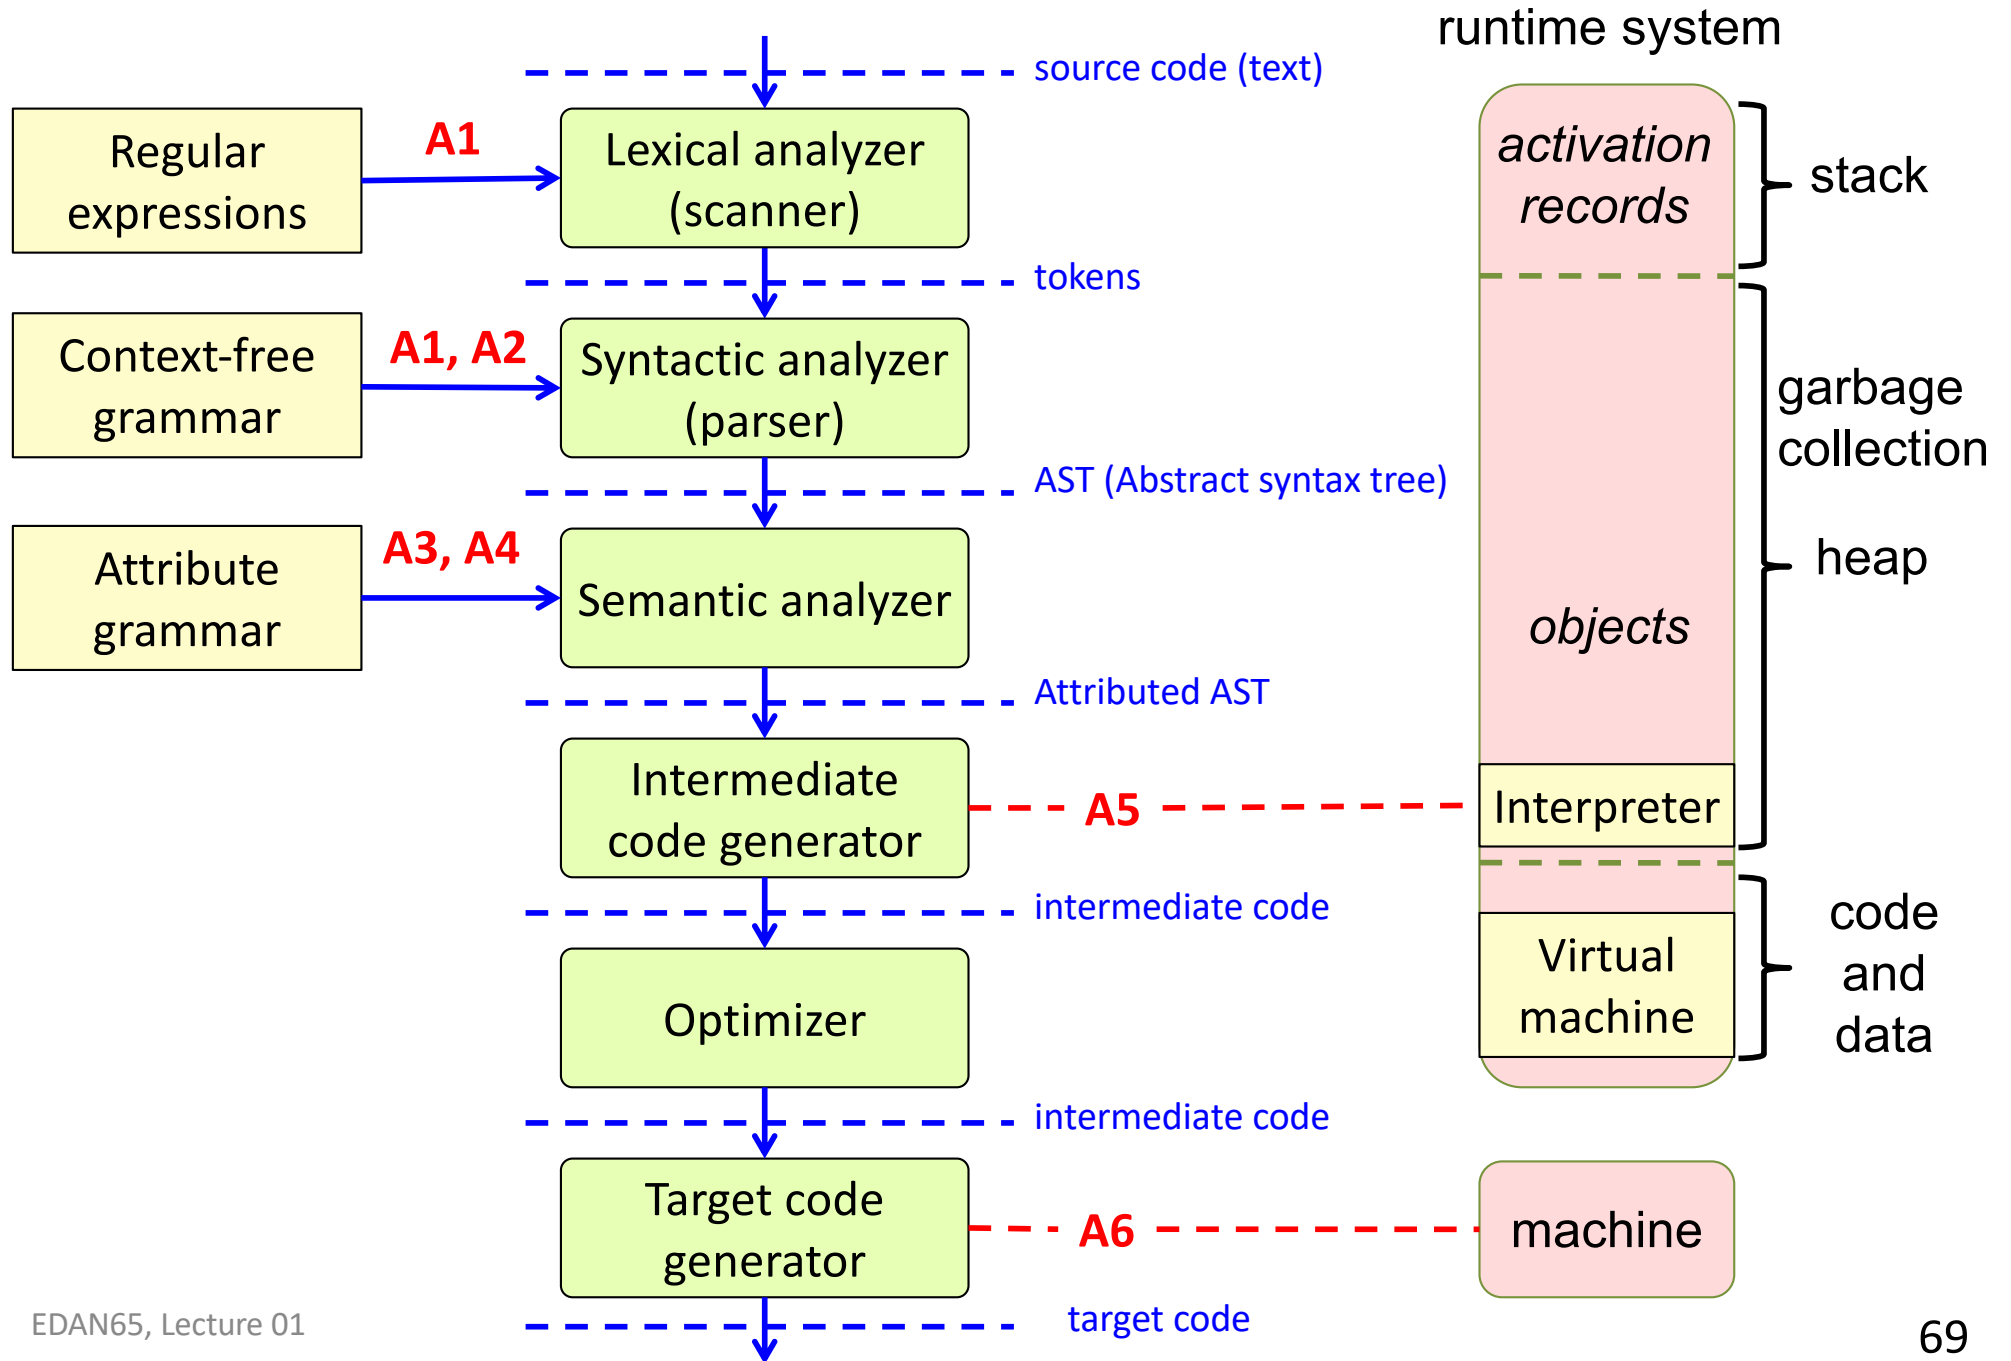 runtime system
source code (text)
Regular
expressions
A1
Lexical analyzer
(scanner)
activation
records
stack
tokens
Context-free
grammar
A1, A2
Syntactic analyzer
(parser)
garbage
collection
AST (Abstract syntax tree)
Attribute
grammar
A3, A4
Semantic analyzer
objects
heap
Attributed AST
Intermediate
code generator
A5
Interpreter
intermediate code
Optimizer
Virtual
machine
code
and
data
intermediate code
Target code
generator
A6
machine
target code
EDAN65, Lecture 01
69